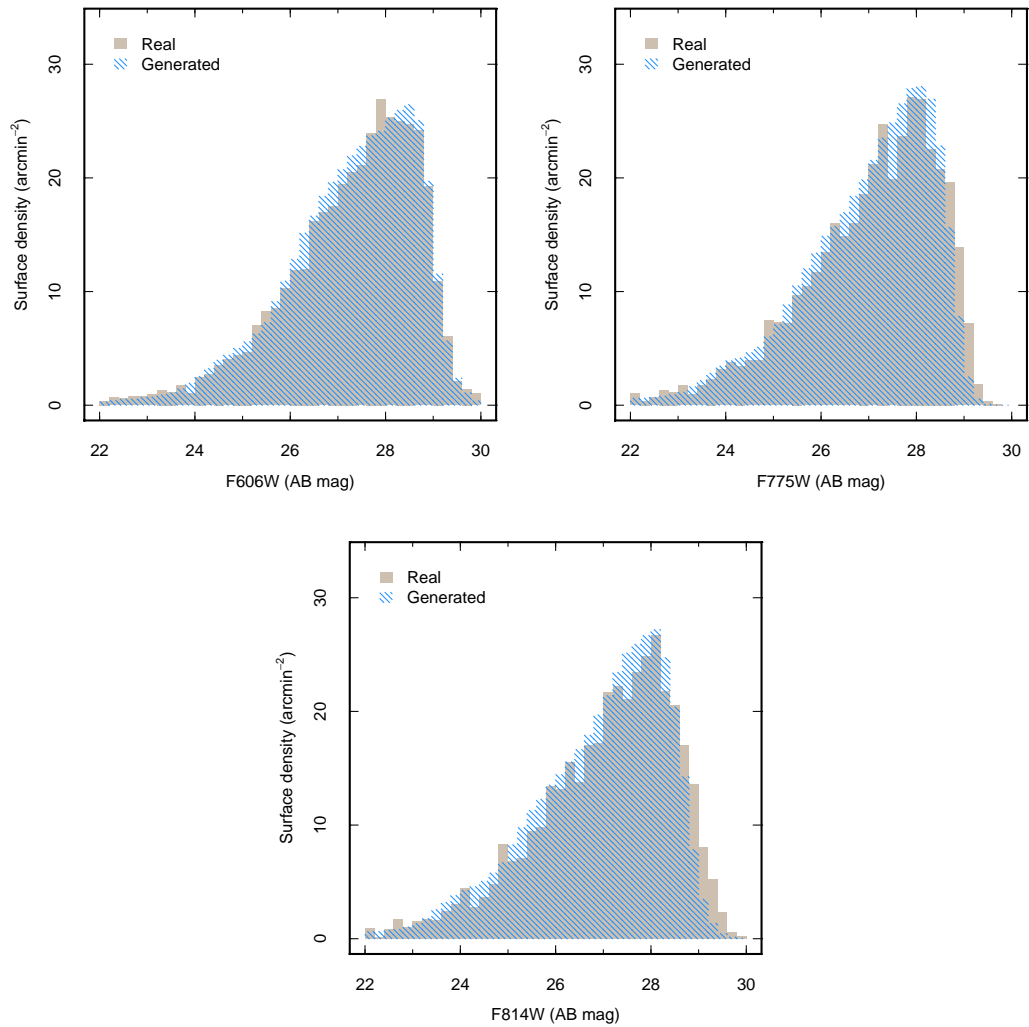 Real
Generated
Surface density (arcmin⁻²)
0
10
20
30
22
24
26
28
30
F606W (AB mag)
Real
Generated
Surface density (arcmin⁻²)
0
10
20
30
22
24
26
28
30
F775W (AB mag)
Real
Generated
Surface density (arcmin⁻²)
0
10
20
30
22
24
26
28
30
F814W (AB mag)